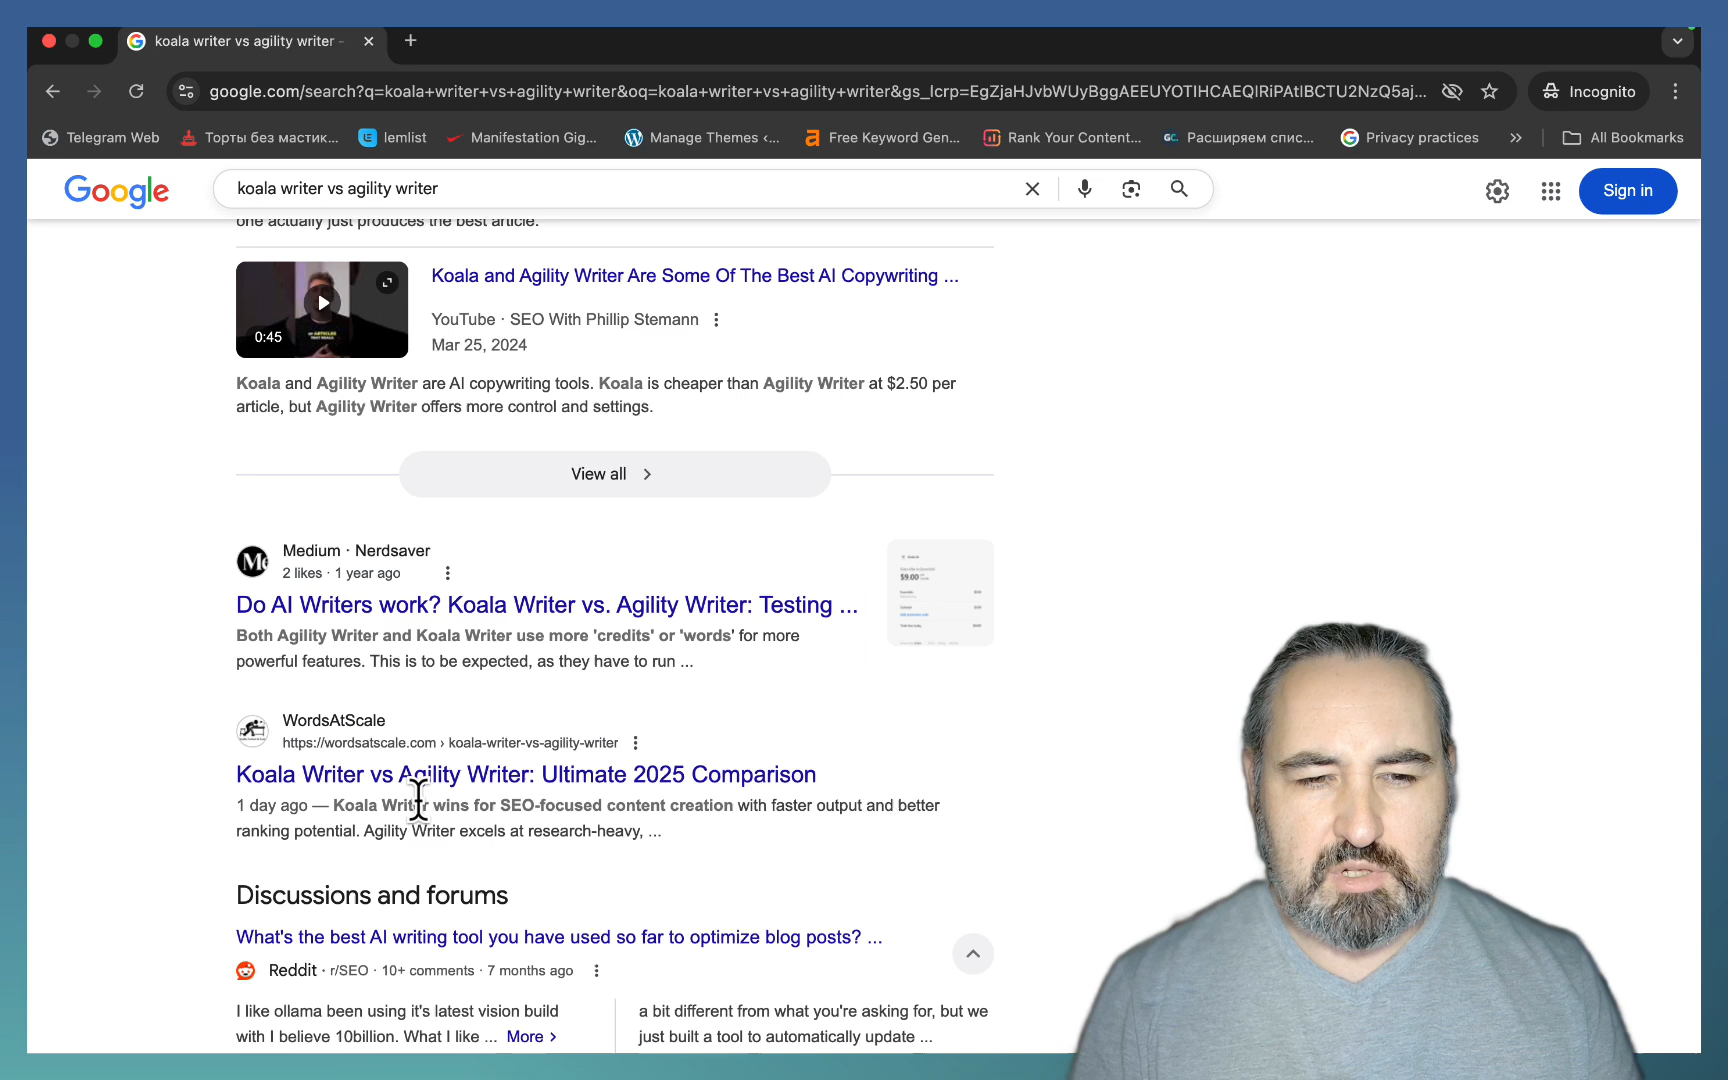 koala writer vs agility writer -
google.com/search?q=koala+writer+vs+agility+writer&oq=koala+writer+vs+agility+writer&gs_lcrp=EgZjaHJvbWUyBggAEEUYOTIHCAEQIRiPAtIBCTU2NzQ5aj...
Incognito
Telegram Web
Торты без мастик...
lemlist
Manifestation Gig...
Manage Themes ‹...
Free Keyword Gen...
Rank Your Content...
Расширяем спис...
Privacy practices
All Bookmarks
Google
koala writer vs agility writer
Sign in
one actually just produces the best article.
0:45
Koala and Agility Writer Are Some Of The Best AI Copywriting ...
YouTube · SEO With Phillip Stemann
Mar 25, 2024
Koala and Agility Writer are AI copywriting tools. Koala is cheaper than Agility Writer at $2.50 per
article, but Agility Writer offers more control and settings.
View all
Medium · Nerdsaver
2 likes · 1 year ago
Do AI Writers work? Koala Writer vs. Agility Writer: Testing ...
Both Agility Writer and Koala Writer use more 'credits' or 'words' for more
powerful features. This is to be expected, as they have to run ...
$9.00
WordsAtScale
https://wordsatscale.com › koala-writer-vs-agility-writer
Koala Writer vs Agility Writer: Ultimate 2025 Comparison
1 day ago — Koala Writer wins for SEO-focused content creation with faster output and better
ranking potential. Agility Writer excels at research-heavy, ...
Discussions and forums
What's the best AI writing tool you have used so far to optimize blog posts? ...
Reddit · r/SEO · 10+ comments · 7 months ago
I like ollama been using it's latest vision build
with I believe 10billion. What I like ... More ›
a bit different from what you're asking for, but we
just built a tool to automatically update ...